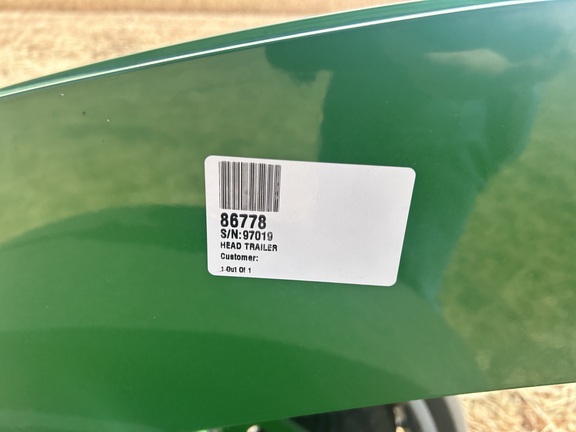 86778
S/N:97019
HEAD TRAILER
Customer:
1 Out Of 1